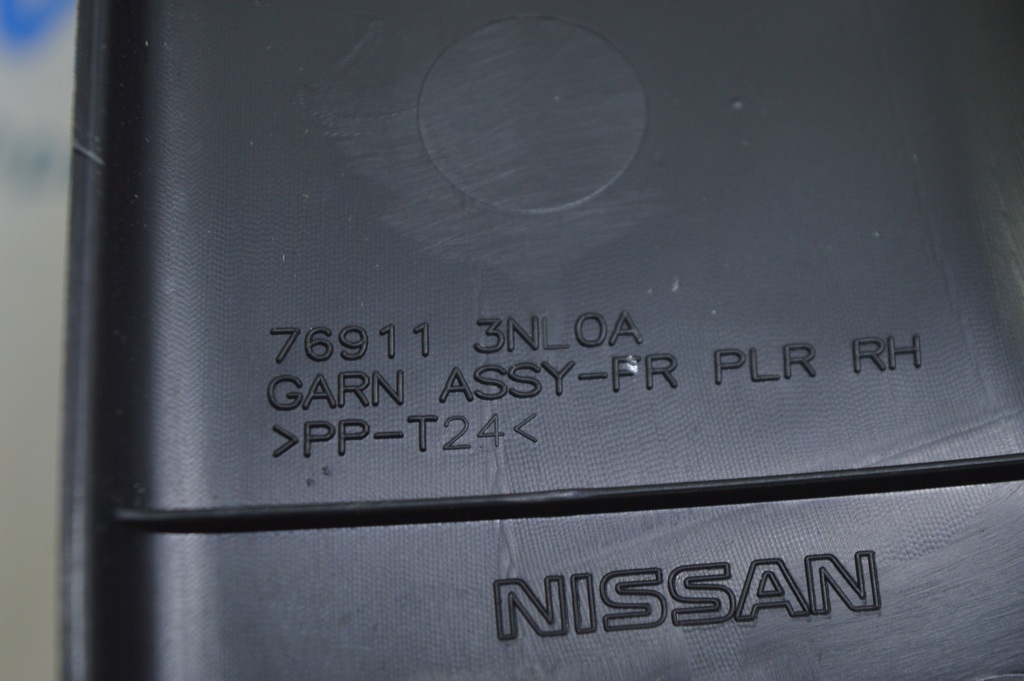 76911 3NL0A
GARN ASSY-FR PLR RH
>PP-T24<
NISSAN